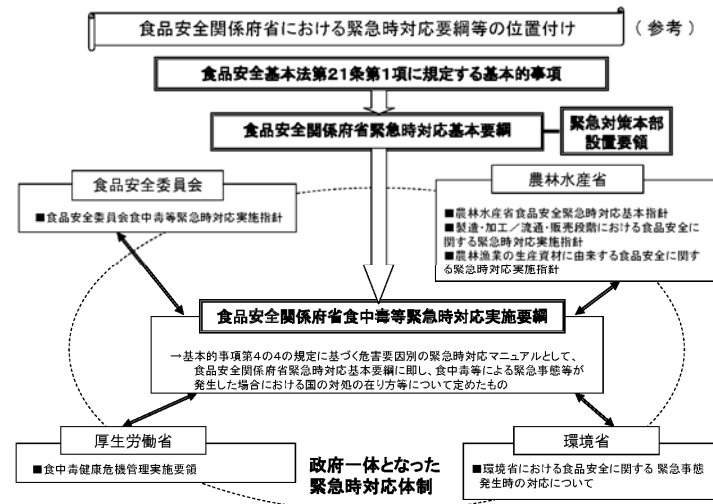 食品安全関係府省における緊急時対応要綱等の位置付け
(参考)
食品安全基本法第21条第1項に規定する基本的事項
食品安全関係府省緊急時対応基本要綱
緊急対策本部
設置要領
食品安全委員会
■食品安全委員会食中毒等緊急時対応実施指針
農林水産省
■農林水産省食品安全緊急時対応基本指針
■製造・加工/流通・販売段階における食品安全に
関する緊急時対応実施指針
■農林漁業の生産資材に由来する食品安全に関す
る緊急時対応実施指針
食品安全関係府省食中毒等緊急時対応実施要綱
→基本的事項第4の4の規定に基づく危害要因別の緊急時対応マニュアルとして、
食品安全関係府省緊急時対応基本要綱に即し、食中毒等による緊急事態等が
発生した場合における国の対処の在り方等について定めたもの
厚生労働省
■食中毒健康危機管理実施要領
政府一体となった
緊急時対応体制
環境省
■環境省における食品安全に関する 緊急事態
発生時の対応について